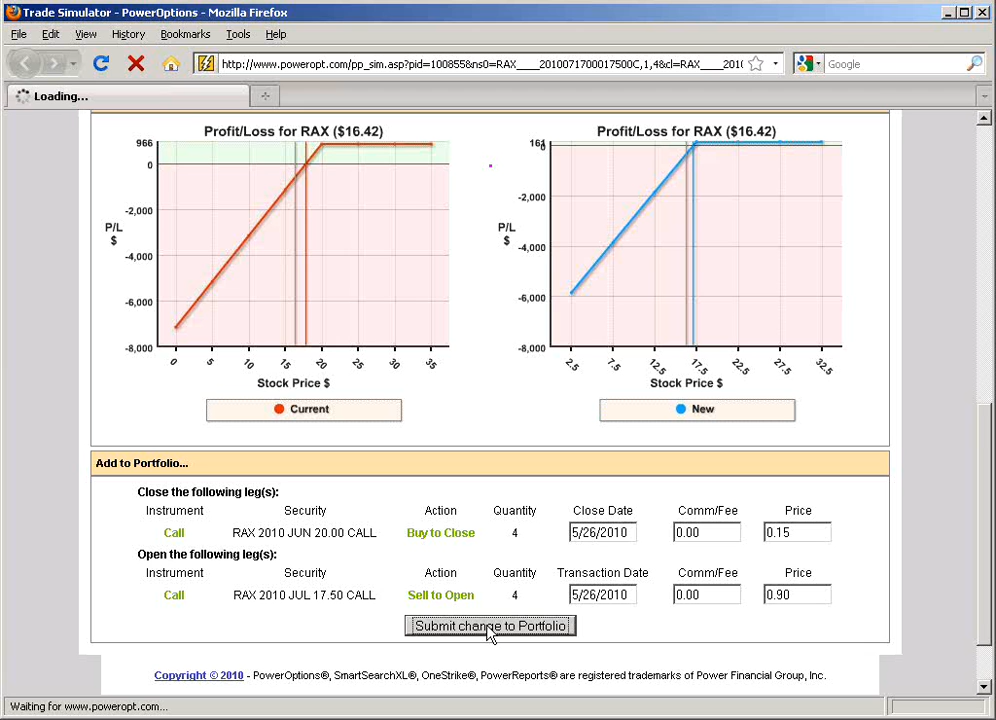 Trade Simulator - PowerOptions - Mozilla Firefox
File Edit View History Bookmarks Tools Help
http://www.poweropt.com/pp_sim.asp?pid=100855&ns0=RAX____2010071700017500C,1,4&cl=RAX____2010 Google
Loading...
Profit/Loss for RAX ($16.42)
966
0
-2,000
P/L
$
-4,000
-6,000
-8,000
0 5 10 15 20 25 30 35
Stock Price $
Current
Profit/Loss for RAX ($16.42)
-2,000
P/L
$
-4,000
-6,000
-8,000
2.5 7.5 12.5 17.5 22.5 27.5 32.5
Stock Price $
New
Add to Portfolio...
Close the following leg(s):
Instrument Security Action Quantity Close Date Comm/Fee Price
Call RAX 2010 JUN 20.00 CALL Buy to Close 4 5/26/2010 0.00 0.15
Open the following leg(s):
Instrument Security Action Quantity Transaction Date Comm/Fee Price
Call RAX 2010 JUL 17.50 CALL Sell to Open 4 5/26/2010 0.00 0.90
Submit change to Portfolio
Copyright © 2010 - PowerOptions®, SmartSearchXL®, OneStrike®, PowerReports® are registered trademarks of Power Financial Group, Inc.
Waiting for www.poweropt.com...